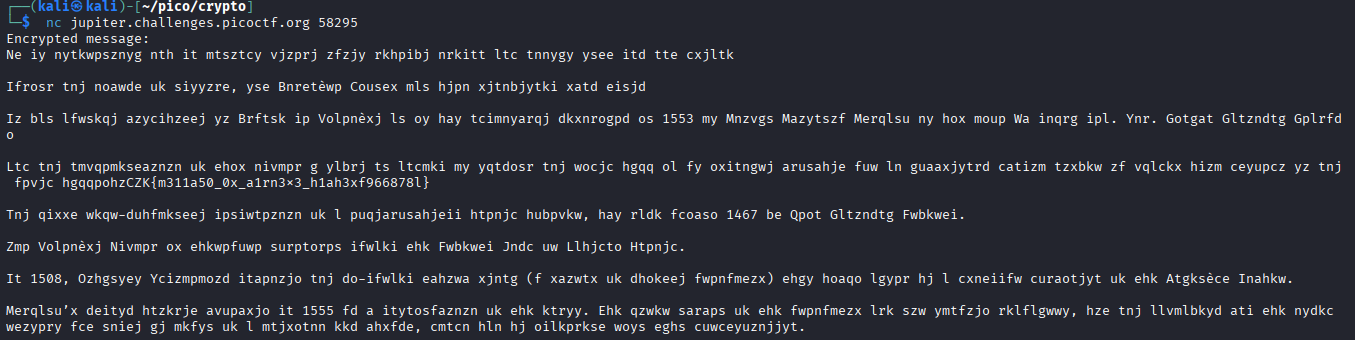 ┌──(kali㉿kali)-[~/pico/crypto]
└─$ nc jupiter.challenges.picoctf.org 58295
Encrypted message:
Ne iy nytkwpsznyg nth it mtsztcy vjzprj zfzjy rkhpibj nrkitt ltc tnnygy ysee itd tte cxjltk
Ifrosr tnj noawde uk siyyzre, yse Bnretèwp Cousex mls hjpn xjtnbjytki xatd eisjd
Iz bls lfwskqj azycihzeej yz Brftsk ip Volpnèxj ls oy hay tcimnyarqj dkxnrogpd os 1553 my Mnzvgs Mazytszf Merqlsu ny hox moup Wa inqrg ipl. Ynr. Gotgat Gltzndtg Gplrfd
o
Ltc tnj tmvqpmkseaznzn uk ehox nivmpr g ylbrj ts ltcmki my yqtdosr tnj wocjc hgqq ol fy oxitngwj arusahje fuw ln guaaxjytrd catizm tzxbkw zf vqlckx hizm ceyupcz yz tnj
fpvjc hgqqpohzCZK{m311a50_0x_a1rn3x3_h1ah3xf966878l}
Tnj qixxe wkqw-duhfmkseej ipsiwtpznzn uk l puqjarusahjeii htpnjc hubpvkw, hay rldk fcoaso 1467 be Qpot Gltzndtg Fwbkwei.
Zmp Volpnèxj Nivmpr ox ehkwpfuwp surptorps ifwlki ehk Fwbkwei Jndc uw Llhjcto Htpnjc.
It 1508, Ozhgsyey Ycizmpmozd itapnzjo tnj do-ifwlki eahzwa xjntg (f xazwtx uk dhokeej fwpnfmezx) ehgy hoaqo lgypr hj l cxneiifw curaotjyt uk ehk Atgksèce Inahkw.
Merqlsu’x deityd htzkrje avupaxjo it 1555 fd a itytosfaznzn uk ehk ktryy. Ehk qzwkw saraps uk ehk fwpnfmezx lrk szw ymtfzjo rklflgwwy, hze tnj llvmlbkyd ati ehk nydkc
wezypry fce sniej gj mkfys uk l mtjxotnn kkd ahxfde, cmtcn hln hj oilkprkse woys eghs cuwceyuznjjyt.